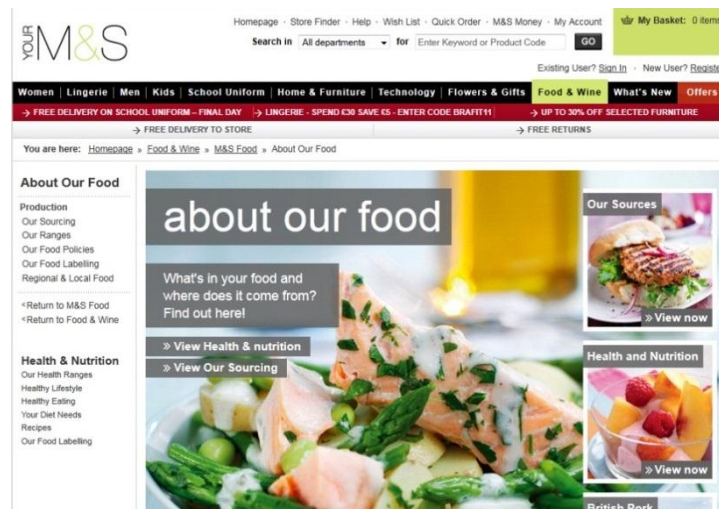 YOUR M&S
Homepage · Store Finder · Help · Wish List · Quick Order · M&S Money · My Account
My Basket: 0 items
Search in All departments for Enter Keyword or Product Code GO
Existing User? Sign In · New User? Registe
Women | Lingerie | Men | Kids | School Uniform | Home & Furniture | Technology | Flowers & Gifts Food & Wine What's New Offers
→ FREE DELIVERY ON SCHOOL UNIFORM – FINAL DAY → LINGERIE - SPEND £30 SAVE £5 - ENTER CODE BRAFIT11 → UP TO 30% OFF SELECTED FURNITURE
→ FREE DELIVERY TO STORE → FREE RETURNS
You are here: Homepage » Food & Wine » M&S Food » About Our Food
About Our Food
Production
Our Sourcing
Our Ranges
Our Food Policies
Our Food Labelling
Regional & Local Food
<Return to M&S Food
<Return to Food & Wine
Health & Nutrition
Our Health Ranges
Healthy Lifestyle
Healthy Eating
Your Diet Needs
Recipes
Our Food Labelling
about our food
What's in your food and
where does it come from?
Find out here!
» View Health & nutrition
» View Our Sourcing
Our Sources
» View now
Health and Nutrition
» View now
British Pork